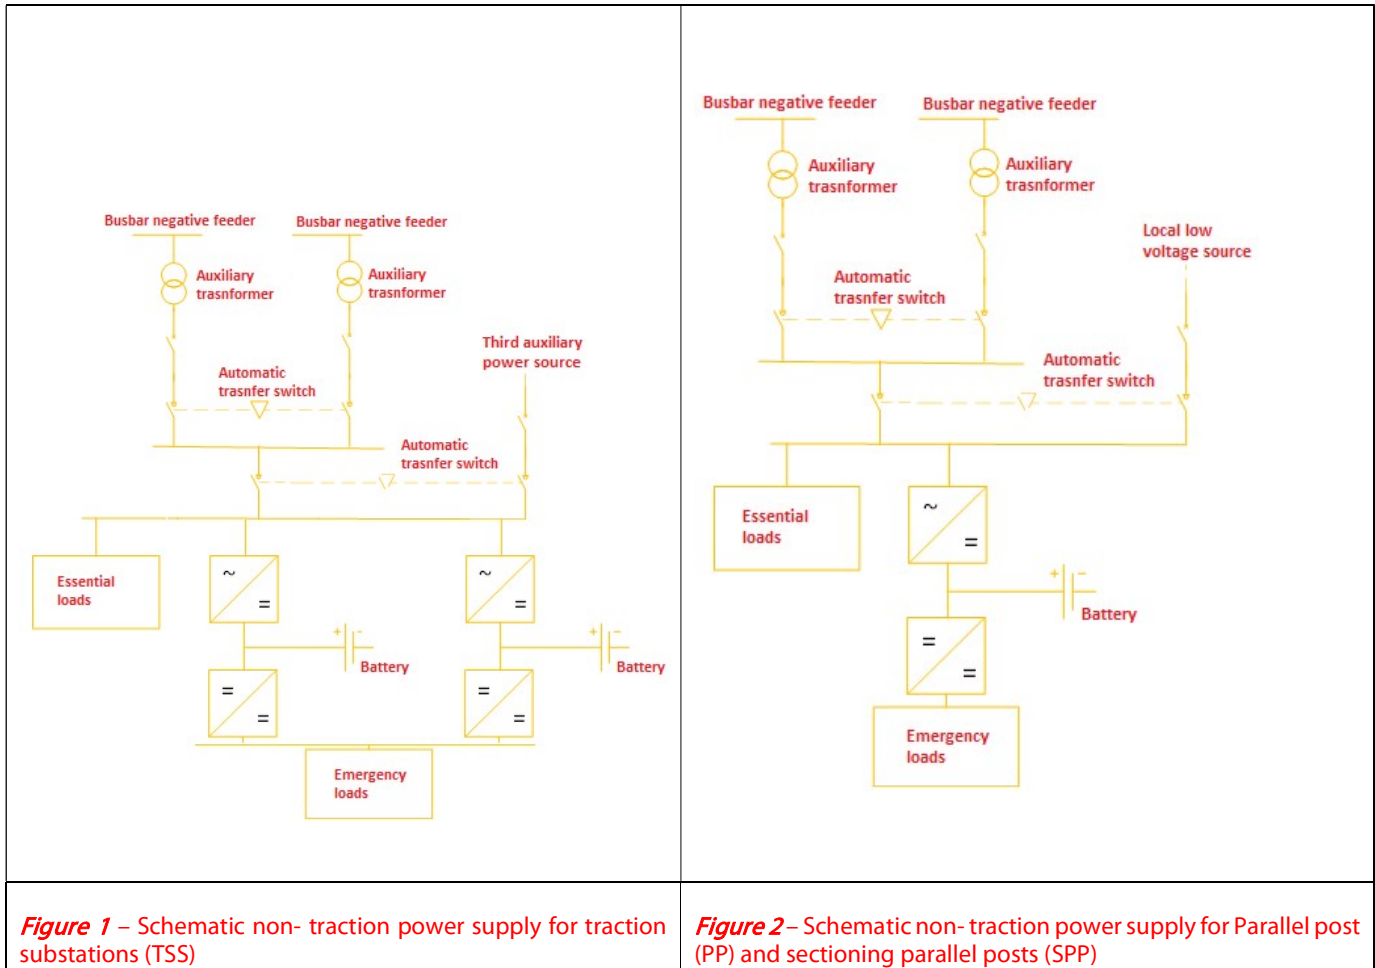 Busbar negative feeder
Busbar negative feeder
Auxiliary
trasnformer
Auxiliary
trasnformer
Third auxiliary
power source
Automatic
trasnfer switch
Automatic
trasnfer switch
Essential
loads
~
=
~
=
+ -
Battery
+ -
Battery
=
=
=
=
Emergency
loads
Busbar negative feeder
Busbar negative feeder
Auxiliary
trasnformer
Auxiliary
trasnformer
Local low
voltage source
Automatic
trasnfer switch
Automatic
trasnfer switch
Essential
loads
~
=
+ -
Battery
=
=
Emergency
loads
Figure 1 – Schematic non- traction power supply for traction
substations (TSS)
Figure 2 – Schematic non- traction power supply for Parallel post
(PP) and sectioning parallel posts (SPP)